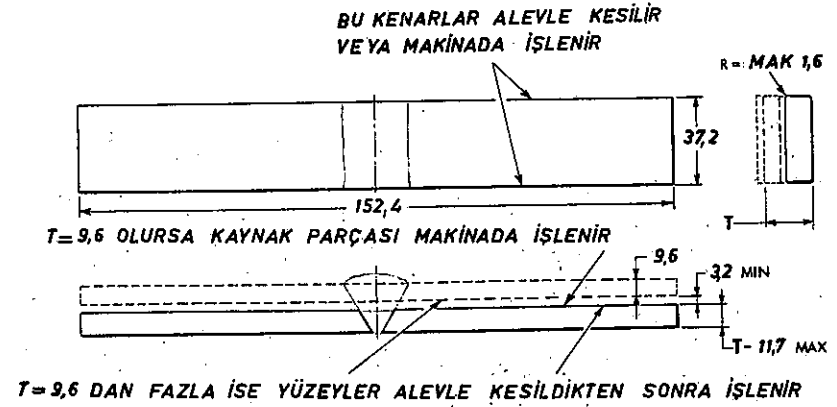 BU KENARLAR ALEVLE KESİLİR
VEYA MAKİNADA İŞLENİR
R= MAK 1,6
37,2
152,4
T
T=9,6 OLURSA KAYNAK PARÇASI MAKİNADA İŞLENİR
9,6
3,2 MIN
T- 11,7 MAX
T=9,6 DAN FAZLA İSE YÜZEYLER ALEVLE KESİLDİKTEN SONRA İŞLENİR